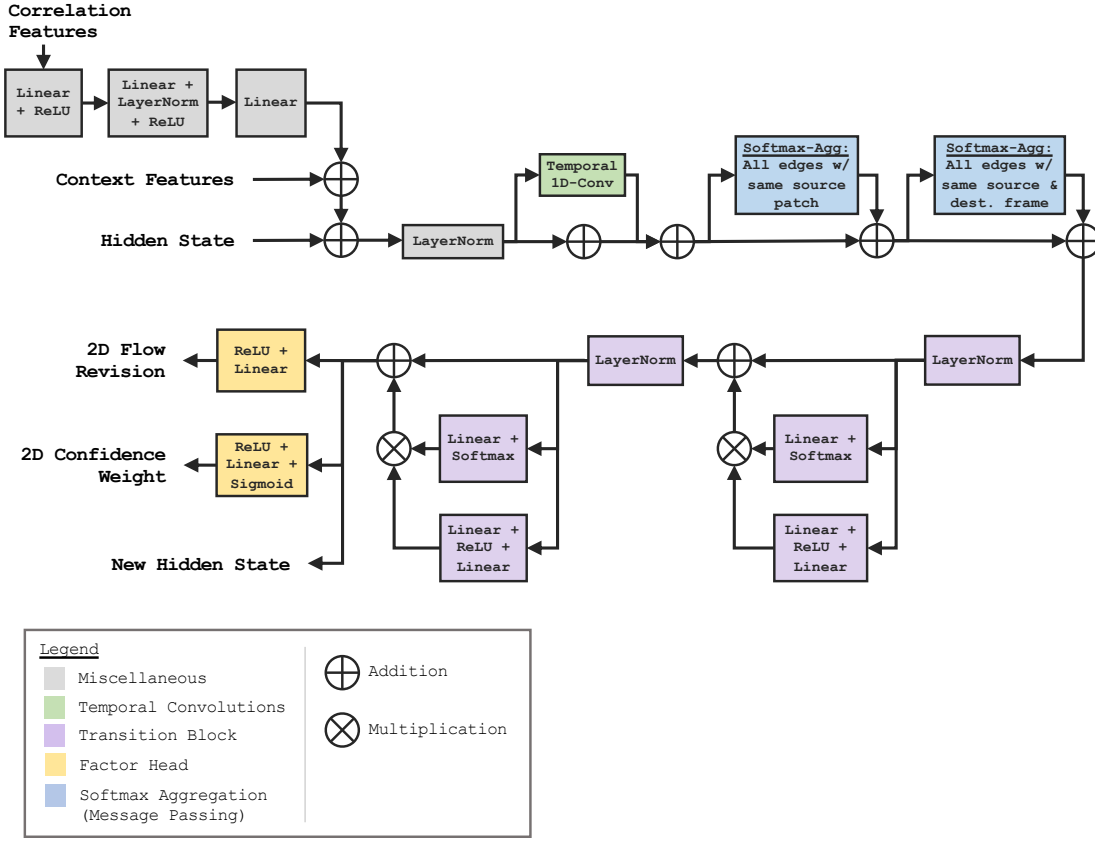 Correlation
Features
Linear
+ ReLU
Linear +
LayerNorm
+ ReLU
Linear
Context Features
Hidden State
LayerNorm
Temporal
1D-Conv
Softmax-Agg:
All edges w/
same source
patch
Softmax-Agg:
All edges w/
same source &
dest. frame
2D Flow
Revision
ReLU +
Linear
LayerNorm
LayerNorm
2D Confidence
Weight
ReLU +
Linear +
Sigmoid
Linear +
Softmax
Linear +
Softmax
New Hidden State
Linear +
ReLU +
Linear
Linear +
ReLU +
Linear
Legend
Miscellaneous
Temporal Convolutions
Transition Block
Factor Head
Softmax Aggregation
(Message Passing)
Addition
Multiplication